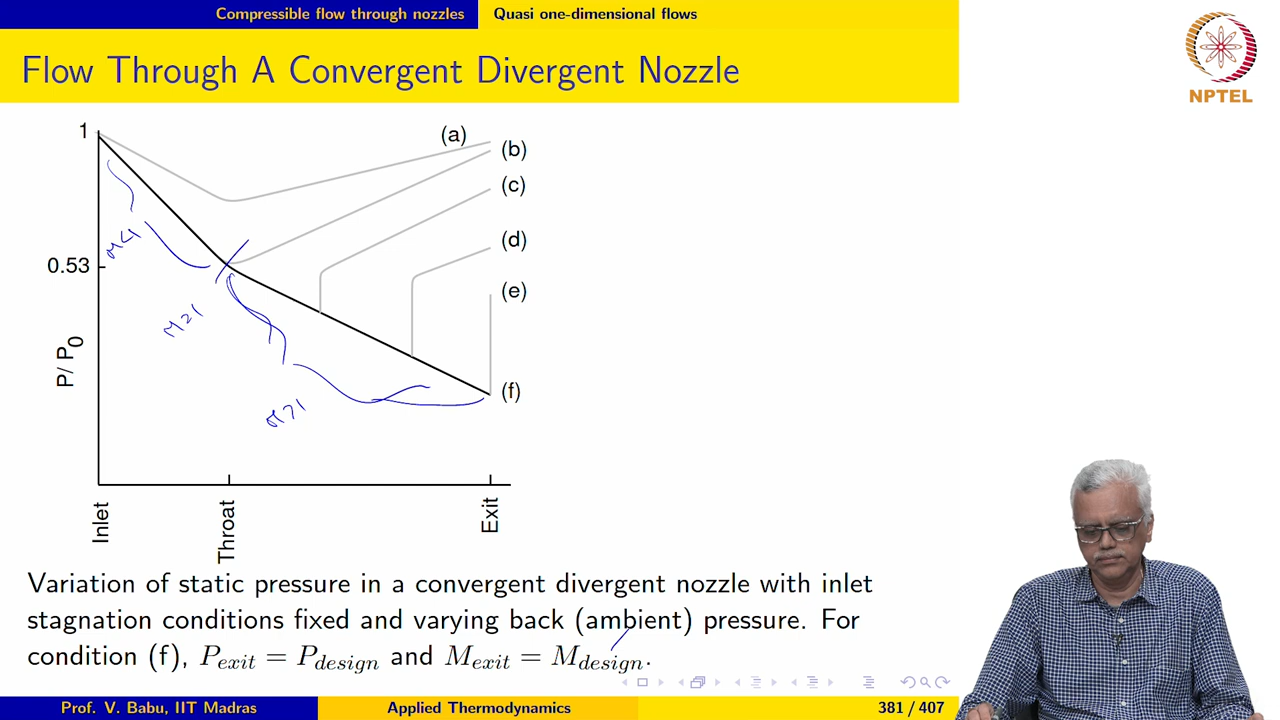 Compressible flow through nozzles Quasi one-dimensional flows
Flow Through A Convergent Divergent Nozzle
NPTEL
1
(a)
(b)
(c)
(d)
0.53
(e)
(f)
P/ P0
M<1
M=1
M>1
Inlet
Throat
Exit
Variation of static pressure in a convergent divergent nozzle with inlet
stagnation conditions fixed and varying back (ambient) pressure. For
condition (f), P_exit = P_design and M_exit = M_design.
Prof. V. Babu, IIT Madras Applied Thermodynamics 381 / 407